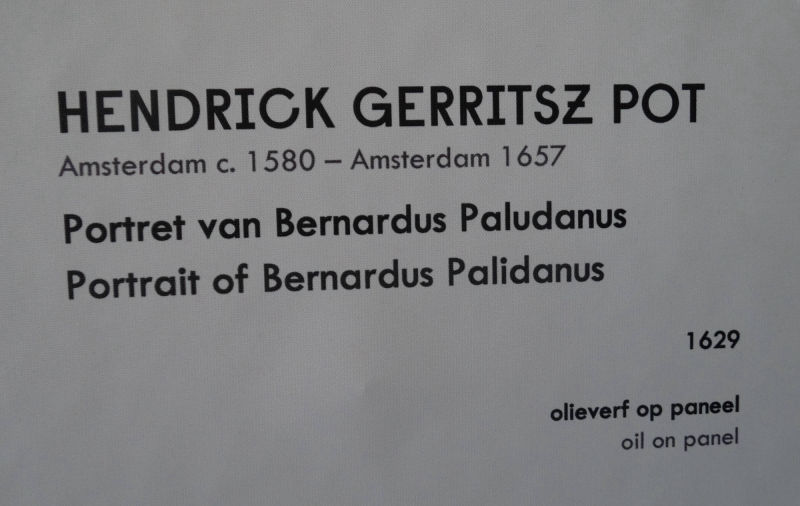 HENDRICK GERRITSZ POT
Amsterdam c. 1580 – Amsterdam 1657
Portret van Bernardus Paludanus
Portrait of Bernardus Palidanus
1629
olieverf op paneel
oil on panel